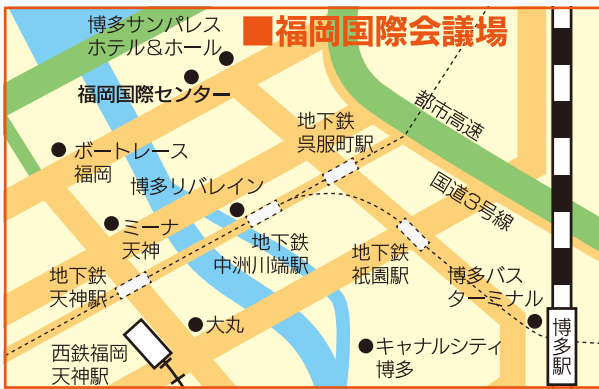 ■福岡国際会議場
博多サンパレス
ホテル＆ホール
福岡国際センター
都市高速
地下鉄
呉服町駅
ボートレース
福岡
博多リバレイン
国道3号線
ミーナ
天神
地下鉄
中洲川端駅
地下鉄
祇園駅
地下鉄
天神駅
博多バス
ターミナル
大丸
博多駅
西鉄福岡
天神駅
キャナルシティ
博多